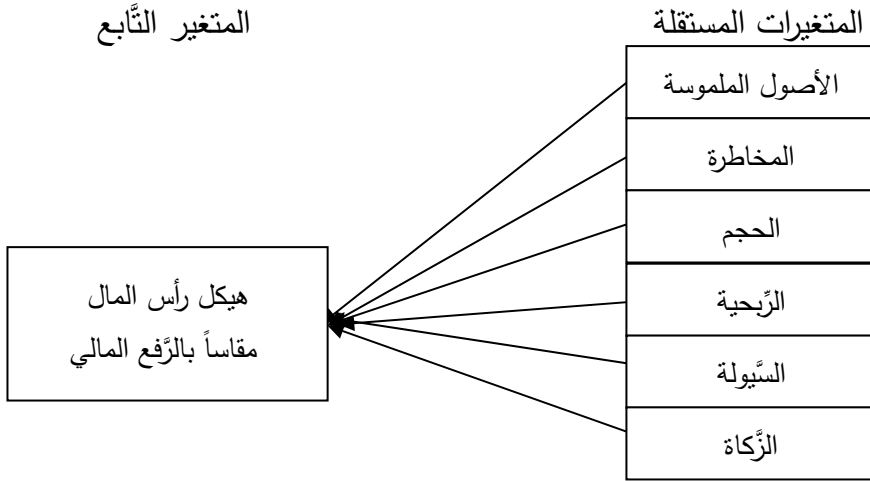 المتغيرات المستقلة
الأصول الملموسة
المخاطرة
الحجم
الرِّبحية
السَّيولة
الزَّكاة
المتغير التَّابع
هيكل رأس المال
مقاساً بالرَّفع المالي